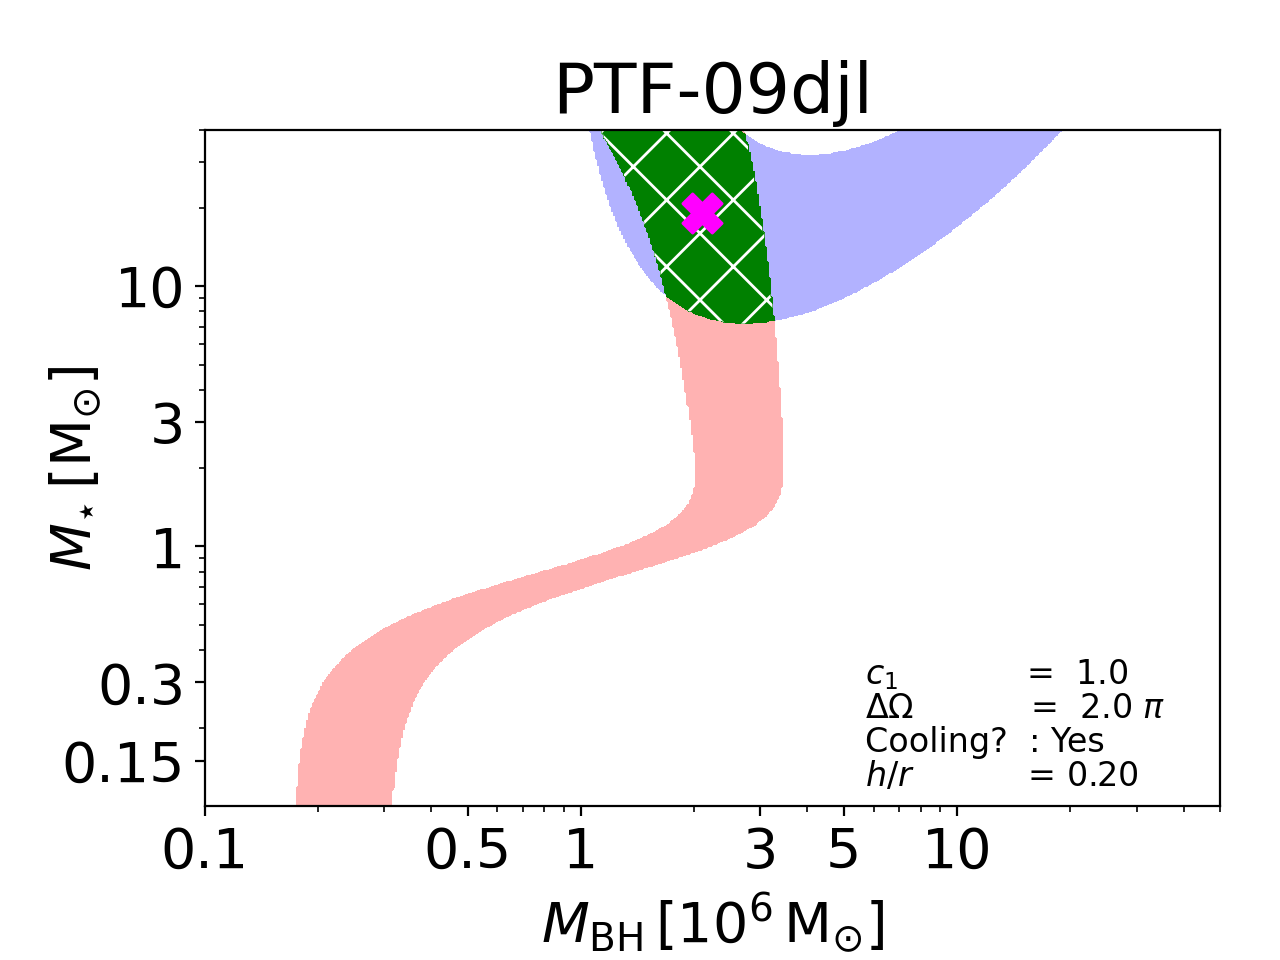 PTF-09djl
M⋆ [M⊙]
10
3
1
0.3
0.15
c₁ = 1.0
ΔΩ = 2.0 π
Cooling? : Yes
h/r = 0.20
0.1 0.5 1 3 5 10
M_BH [10⁶ M⊙]